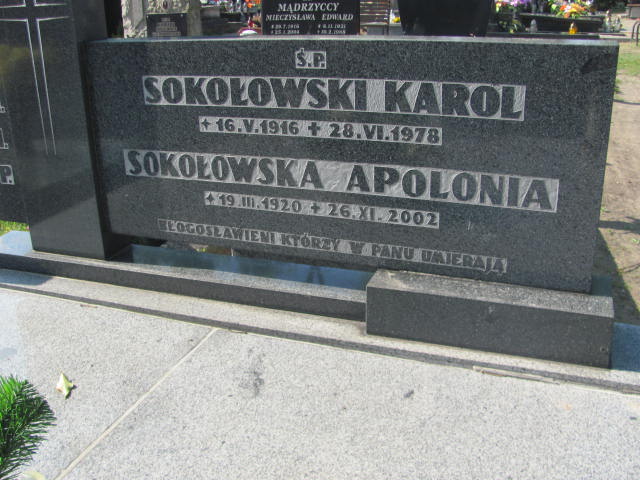 MĄDRZYCCY
MIECZYSŁAWA EDWARD
Ś.P.
SOKOŁOWSKI KAROL
+ 16.V.1916 + 28.VI.1978
SOKOŁOWSKA APOLONIA
+ 19.III.1920 + 26.XI.2002
BŁOGOSŁAWIENI KTÓRZY W PANU UMIERAJĄ